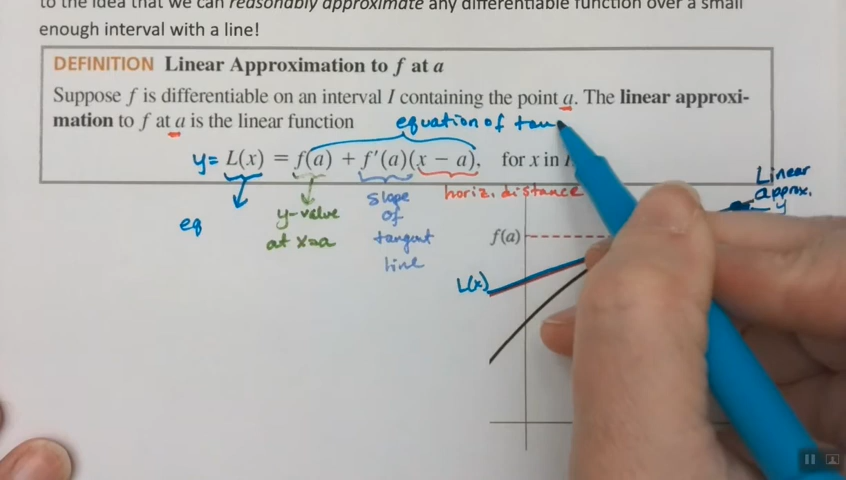 to the idea that we can reasonably approximate any differentiable function over a small
enough interval with a line!
DEFINITION Linear Approximation to f at a
Suppose f is differentiable on an interval I containing the point a. The linear approxi-
mation to f at a is the linear function
equation of tan
y= L(x) = f(a) + f'(a)(x − a), for x in I
eq
y-value
at x=a
slope
of
tangent
line
horiz. distance
Linear
approx.
y
f(a)
L(x)